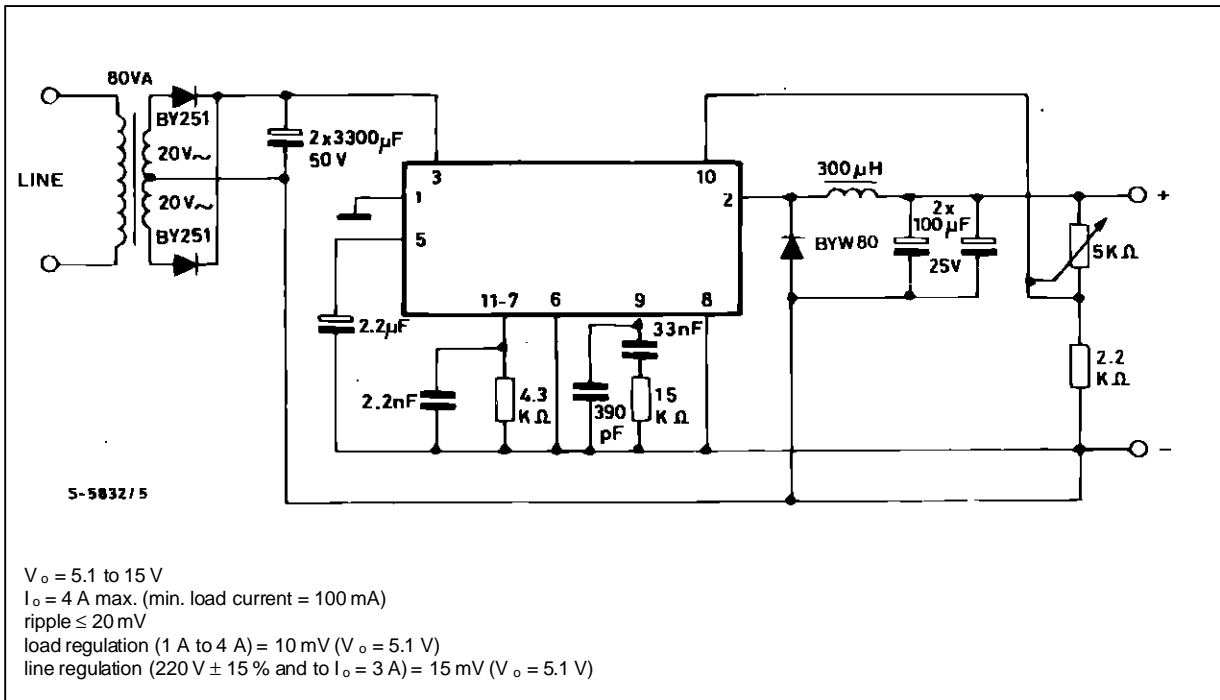 80VA
BY251
20V~
LINE
20V~
BY251
2x3300µF
50V
3
10
1
2
5
11-7
6
9
8
300µH
2x
100µF
25V
BYW80
5KΩ
2.2µF
33nF
2.2nF
4.3
KΩ
390
pF
15
KΩ
2.2
KΩ
+
–
S-5832/5
V o = 5.1 to 15 V
I o = 4 A max. (min. load current = 100 mA)
ripple ≤ 20 mV
load regulation (1 A to 4 A) = 10 mV (V o = 5.1 V)
line regulation (220 V ± 15 % and to I o = 3 A) = 15 mV (V o = 5.1 V)